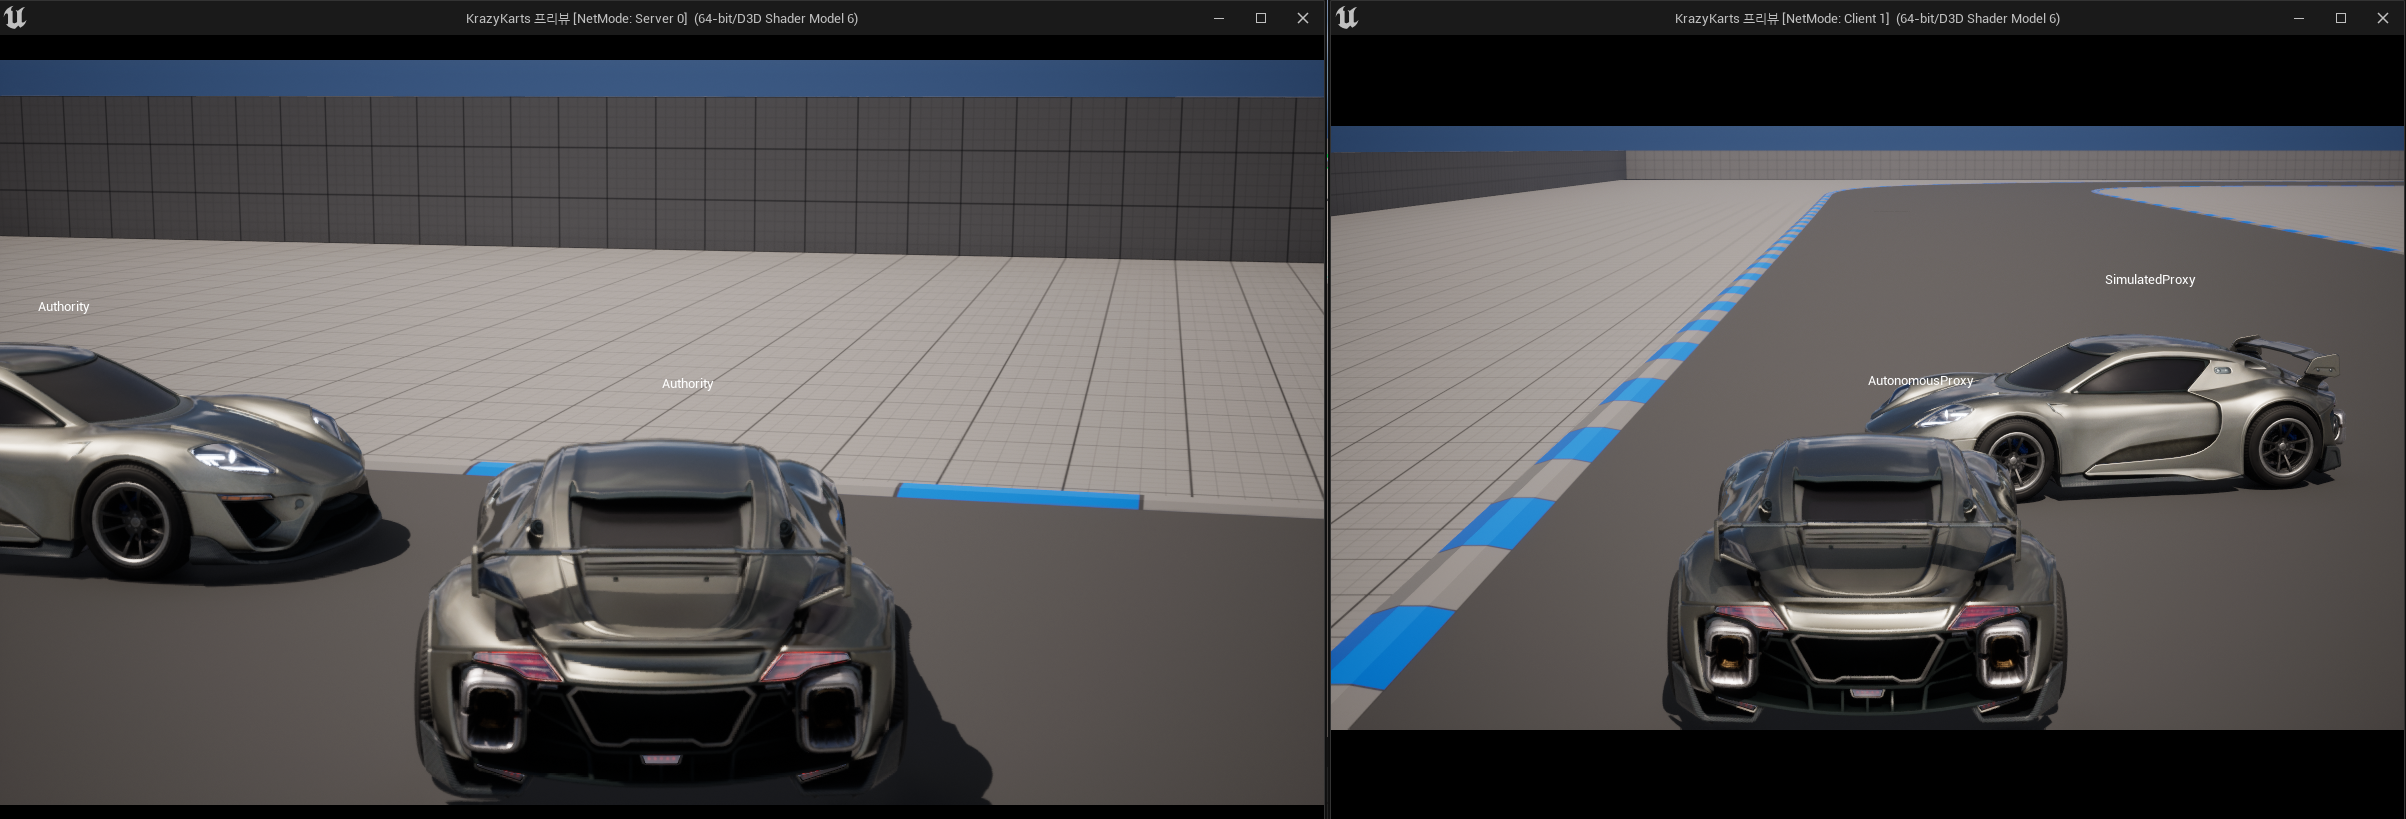 KrazyKarts 프리뷰 [NetMode: Server 0]  (64-bit/D3D Shader Model 6)
Authority
Authority
KrazyKarts 프리뷰 [NetMode: Client 1]  (64-bit/D3D Shader Model 6)
SimulatedProxy
AutonomousProxy